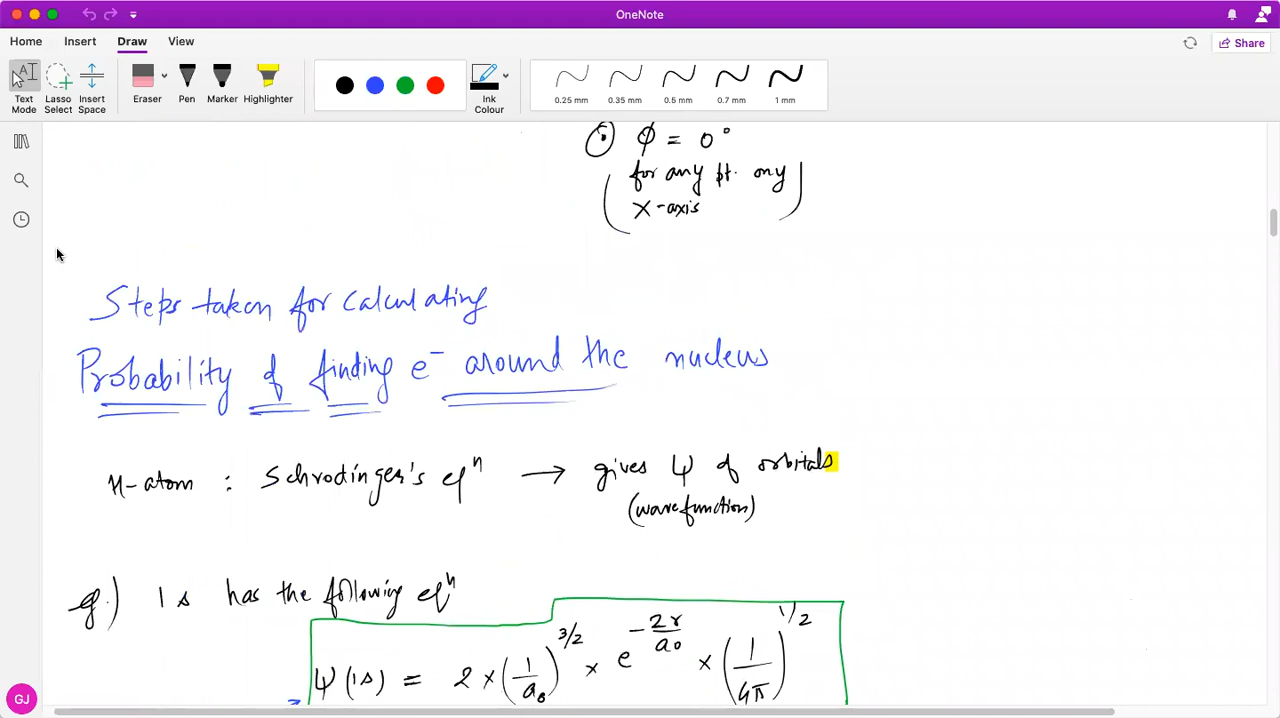 OneNote
Home Insert Draw View
Share
Text Mode
Lasso Select
Insert Space
Eraser
Pen
Marker
Highlighter
Ink Colour
0.25 mm 0.35 mm 0.5 mm 0.7 mm 1 mm
ϕ = 0°
(for any pt. ony
X-axis)
Steps taken for calculating
Probability of finding e⁻ around the nucleus
H-atom : Schrodinger's eqⁿ → gives ψ of orbitals
(wavefunction)
eg.) 1s has the following eqⁿ
ψ(1s) = 2 × (1/a₀)^3/2 × e^-2r/a₀ × (1/4π)^1/2
GJ